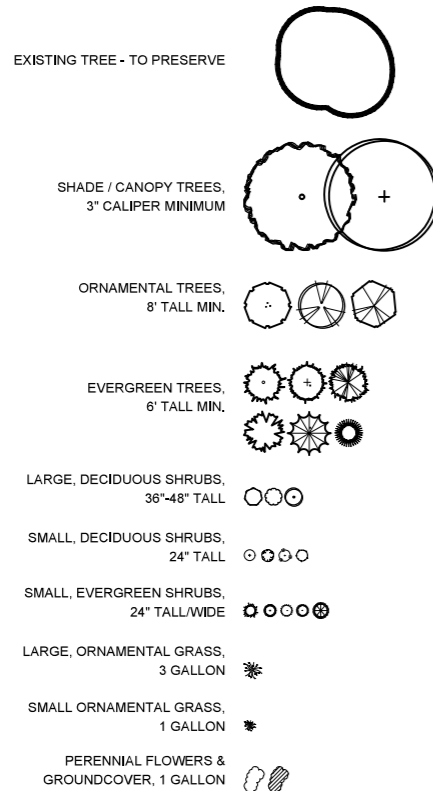 EXISTING TREE - TO PRESERVE
SHADE / CANOPY TREES,
3" CALIPER MINIMUM
ORNAMENTAL TREES,
8' TALL MIN.
EVERGREEN TREES,
6' TALL MIN.
LARGE, DECIDUOUS SHRUBS,
36"-48" TALL
SMALL, DECIDUOUS SHRUBS,
24" TALL
SMALL, EVERGREEN SHRUBS,
24" TALL/WIDE
LARGE, ORNAMENTAL GRASS,
3 GALLON
SMALL ORNAMENTAL GRASS,
1 GALLON
PERENNIAL FLOWERS &
GROUNDCOVER, 1 GALLON